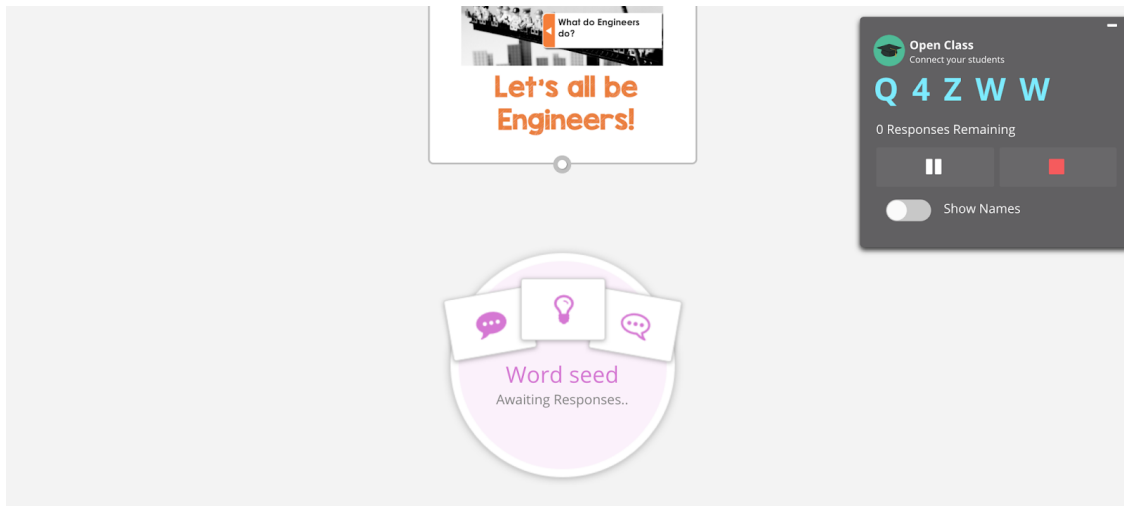 What do Engineers
do?
Let's all be
Engineers!
Open Class
Connect your students
Q 4 Z W W
0 Responses Remaining
Show Names
Word seed
Awaiting Responses..